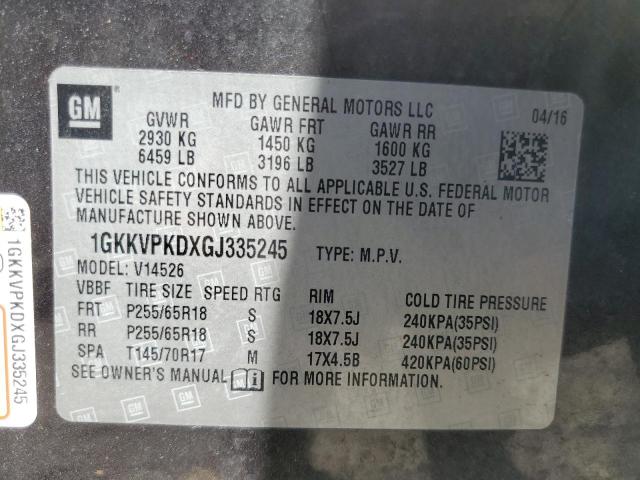 GM
MFD BY GENERAL MOTORS LLC
04/16
GVWR GAWR FRT GAWR RR
2930 KG 1450 KG 1600 KG
6459 LB 3196 LB 3527 LB
THIS VEHICLE CONFORMS TO ALL APPLICABLE U.S. FEDERAL MOTOR
VEHICLE SAFETY STANDARDS IN EFFECT ON THE DATE OF
MANUFACTURE SHOWN ABOVE.
1GKKVPKDXGJ335245 TYPE: M.P.V.
MODEL: V14526
VBBF TIRE SIZE SPEED RTG RIM COLD TIRE PRESSURE
FRT P255/65R18 S 18X7.5J 240KPA(35PSI)
RR P255/65R18 S 18X7.5J 240KPA(35PSI)
SPA T145/70R17 M 17X4.5B 420KPA(60PSI)
SEE OWNER'S MANUAL FOR MORE INFORMATION.
1GKKVPKDXGJ335245